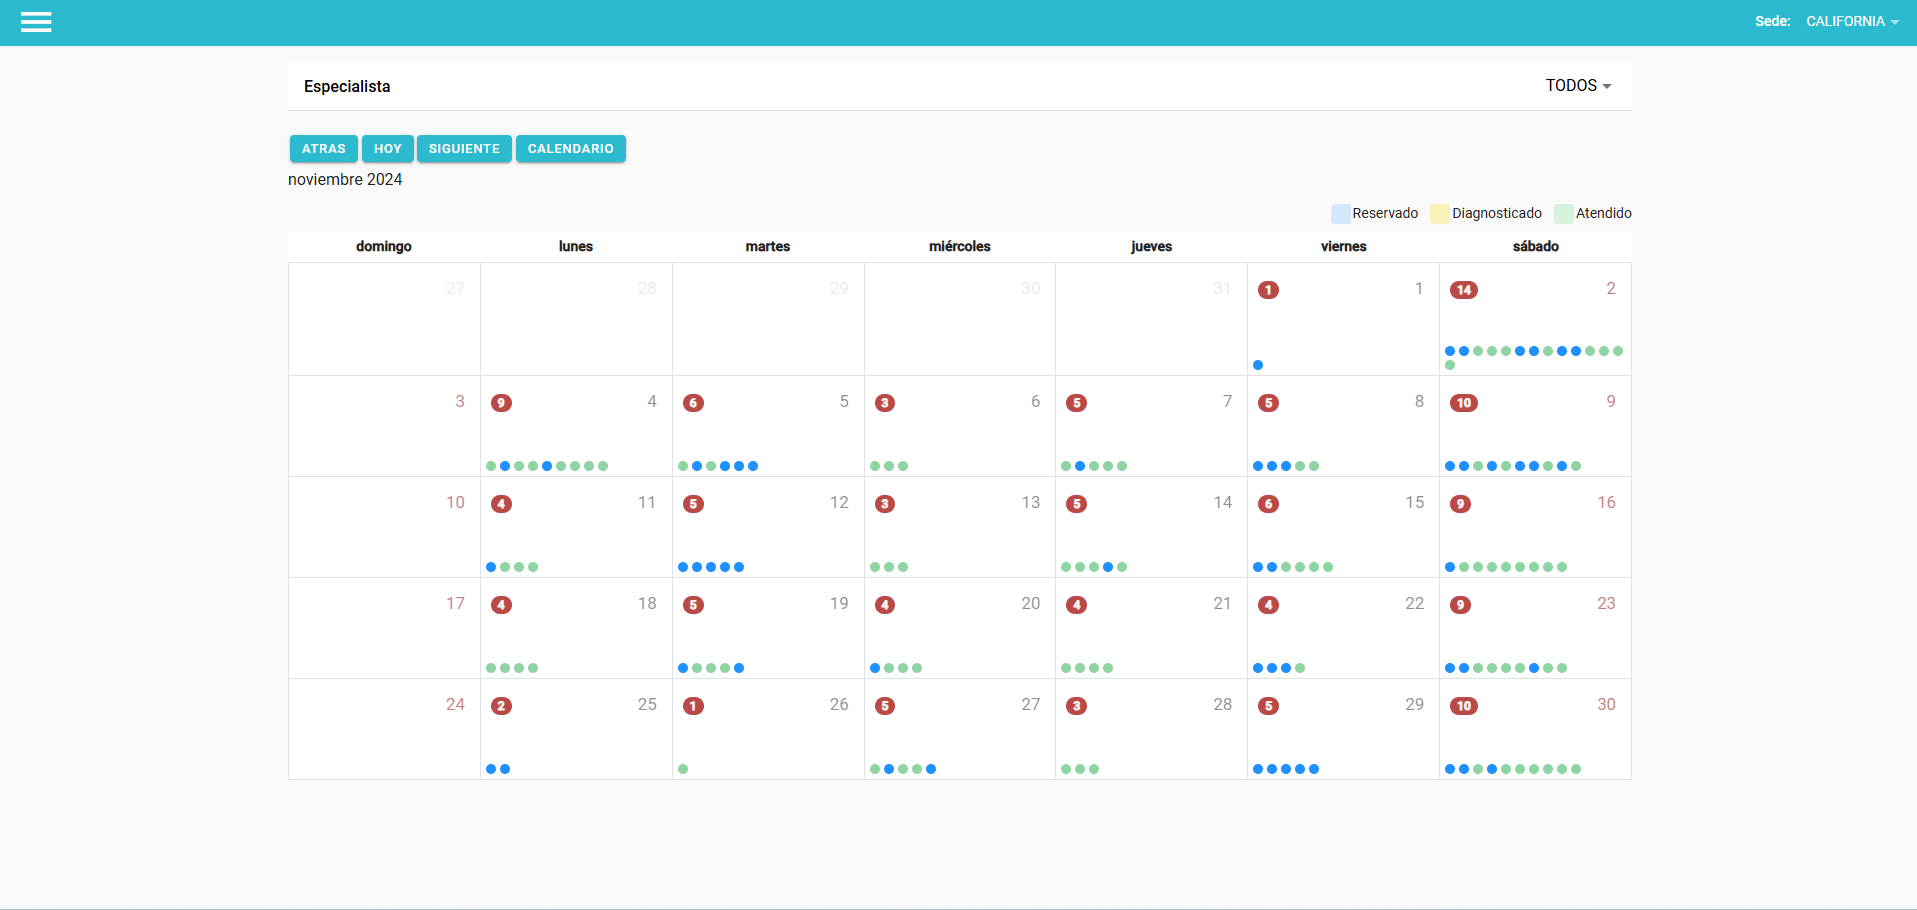 Sede: CALIFORNIA
Especialista TODOS
ATRAS HOY SIGUIENTE CALENDARIO
noviembre 2024
Reservado Diagnosticado Atendido
domingo lunes martes miércoles jueves viernes sábado
27 28 29 30 31 1 1 14 2
3 9 4 6 5 3 6 5 7 5 8 10 9
10 4 11 5 12 3 13 5 14 6 15 9 16
17 4 18 5 19 4 20 4 21 4 22 9 23
24 2 25 1 26 5 27 3 28 5 29 10 30